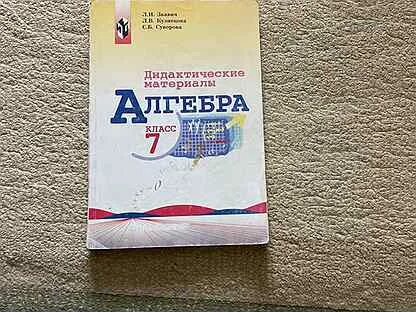 Л.И. Звавич
Л.В. Кузнецова
С.Б. Суворова
Дидактические
материалы
АЛГЕБРА
КЛАСС
7